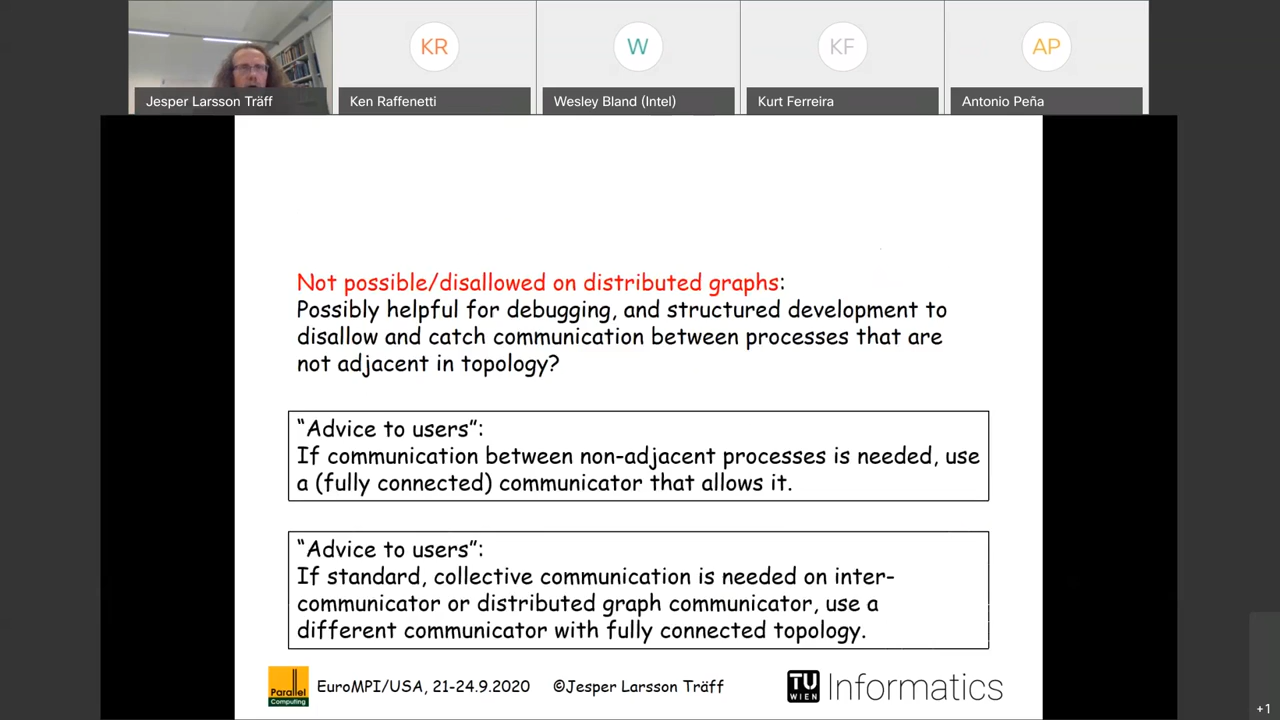 KR
W
KF
AP
Jesper Larsson Träff
Ken Raffenetti
Wesley Bland (Intel)
Kurt Ferreira
Antonio Peña
Not possible/disallowed on distributed graphs:
Possibly helpful for debugging, and structured development to
disallow and catch communication between processes that are
not adjacent in topology?
“Advice to users”:
If communication between non-adjacent processes is needed, use
a (fully connected) communicator that allows it.
“Advice to users”:
If standard, collective communication is needed on inter-
communicator or distributed graph communicator, use a
different communicator with fully connected topology.
Parallel
Computing
EuroMPI/USA, 21-24.9.2020 ©Jesper Larsson Träff
TU
WIEN
Informatics
+1